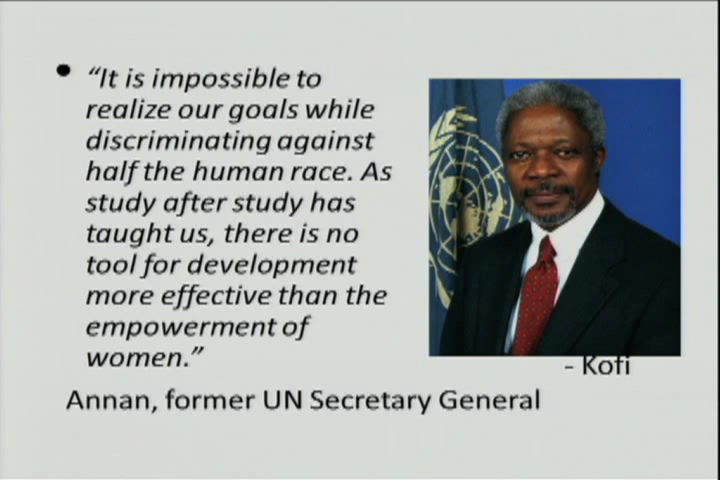 • “It is impossible to
realize our goals while
discriminating against
half the human race. As
study after study has
taught us, there is no
tool for development
more effective than the
empowerment of
women.”
- Kofi
Annan, former UN Secretary General